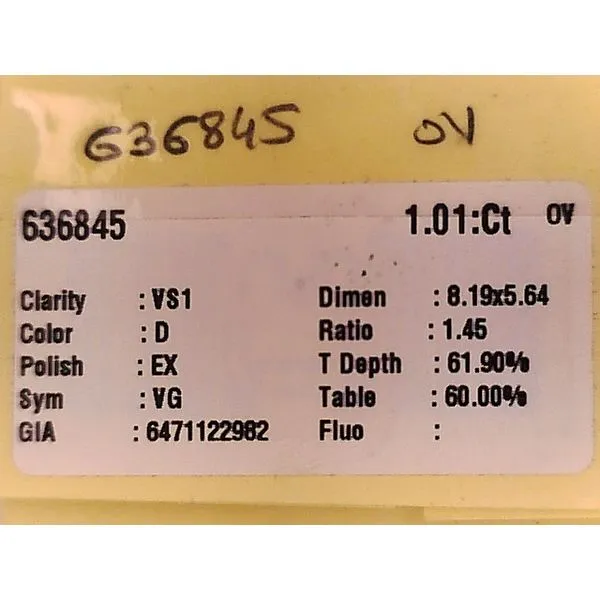 636845 OV
636845 1.01:Ct OV
Clarity : VS1 Dimen : 8.19x5.64
Color : D Ratio : 1.45
Polish : EX T Depth : 61.90%
Sym : VG Table : 60.00%
GIA : 6471122982 Fluo :